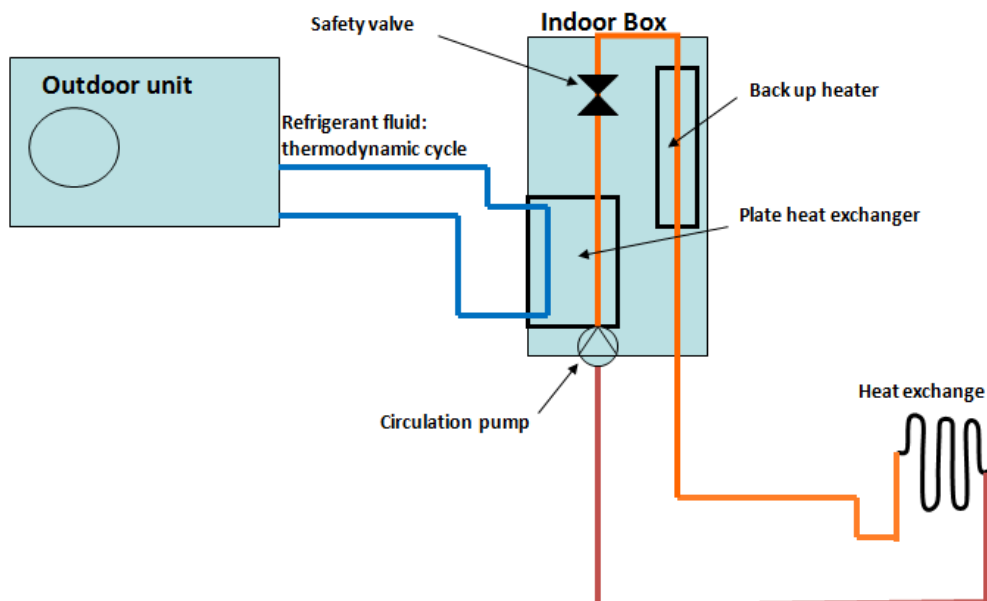 Indoor Box
Safety valve
Outdoor unit
Back up heater
Refrigerant fluid:
thermodynamic cycle
Plate heat exchanger
Heat exchange
Circulation pump